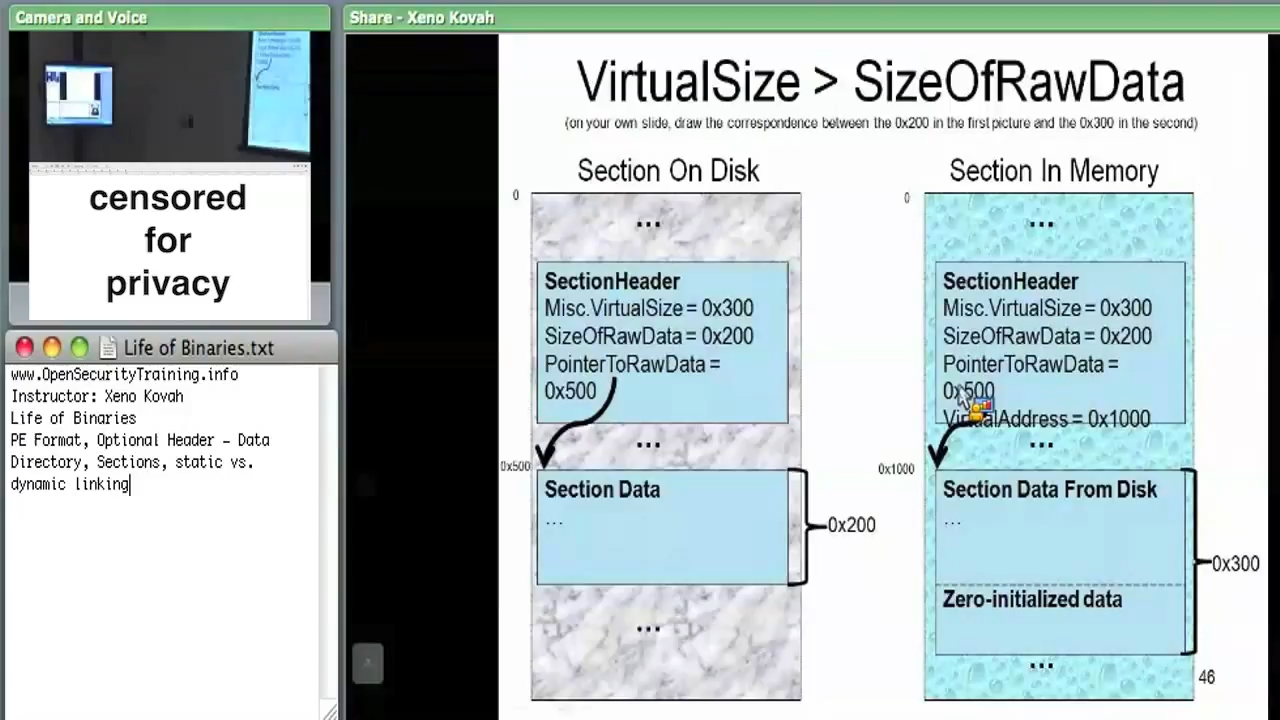 Camera and Voice
censored
for
privacy
Life of Binaries.txt
www.OpenSecurityTraining.info
Instructor: Xeno Kovah
Life of Binaries
PE Format, Optional Header – Data
Directory, Sections, static vs.
dynamic linking
Share - Xeno Kovah
VirtualSize > SizeOfRawData
(on your own slide, draw the correspondence between the 0x200 in the first picture and the 0x300 in the second)
Section On Disk
0
...
SectionHeader
Misc.VirtualSize = 0x300
SizeOfRawData = 0x200
PointerToRawData =
0x500
...
0x500
Section Data
...
0x200
...
Section In Memory
0
...
SectionHeader
Misc.VirtualSize = 0x300
SizeOfRawData = 0x200
PointerToRawData =
0x500
VirtualAddress = 0x1000
...
0x1000
Section Data From Disk
...
0x300
Zero-initialized data
...
46